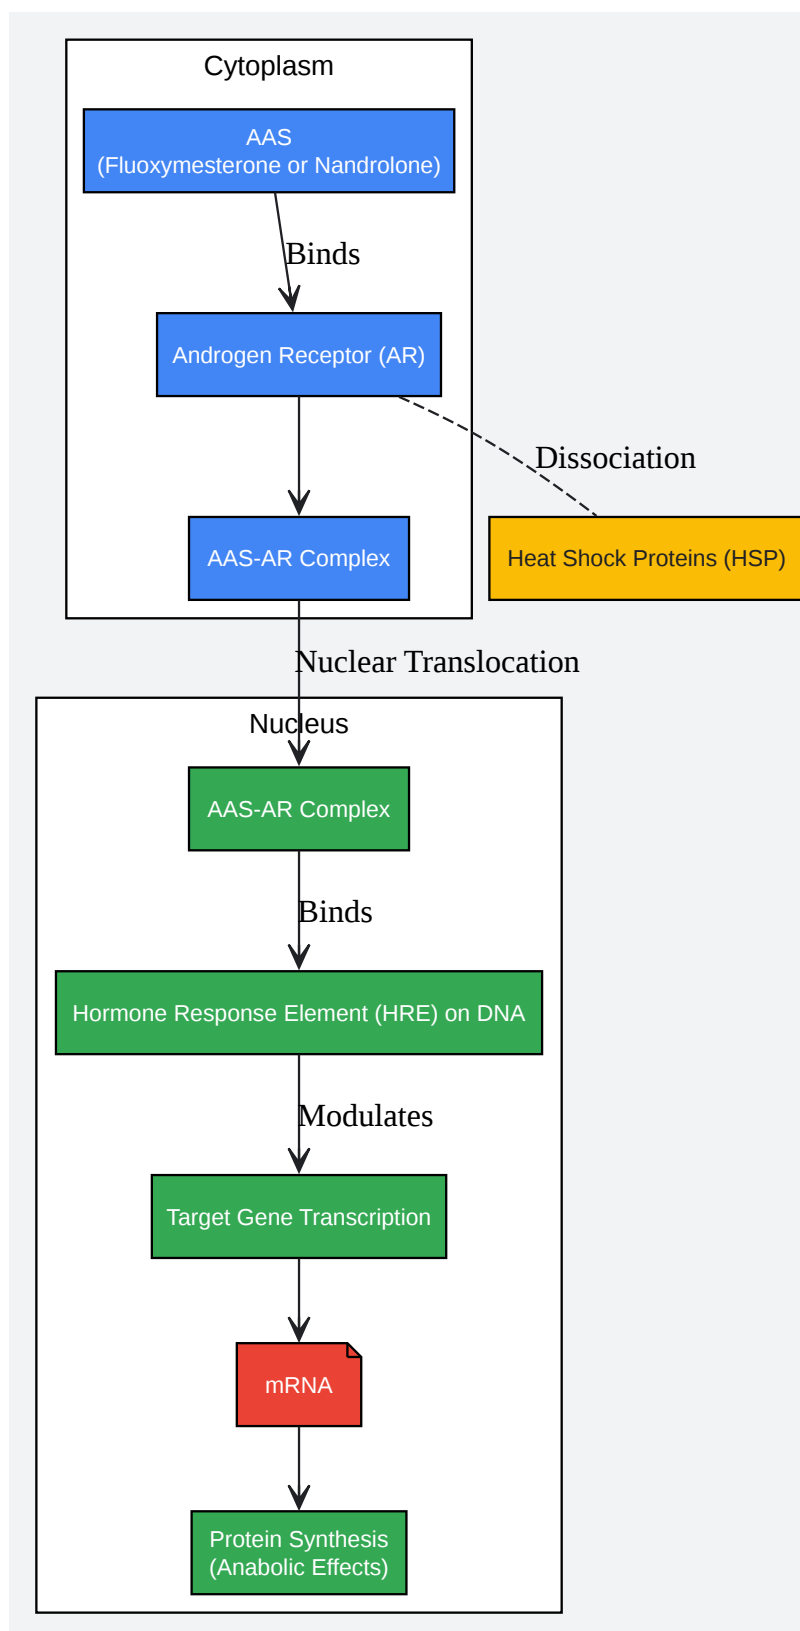 Cytoplasm
AAS
(Fluoxymesterone or Nandrolone)
Binds
Androgen Receptor (AR)
Dissociation
AAS-AR Complex
Heat Shock Proteins (HSP)
Nuclear Translocation
Nucleus
AAS-AR Complex
Binds
Hormone Response Element (HRE) on DNA
Modulates
Target Gene Transcription
mRNA
Protein Synthesis
(Anabolic Effects)